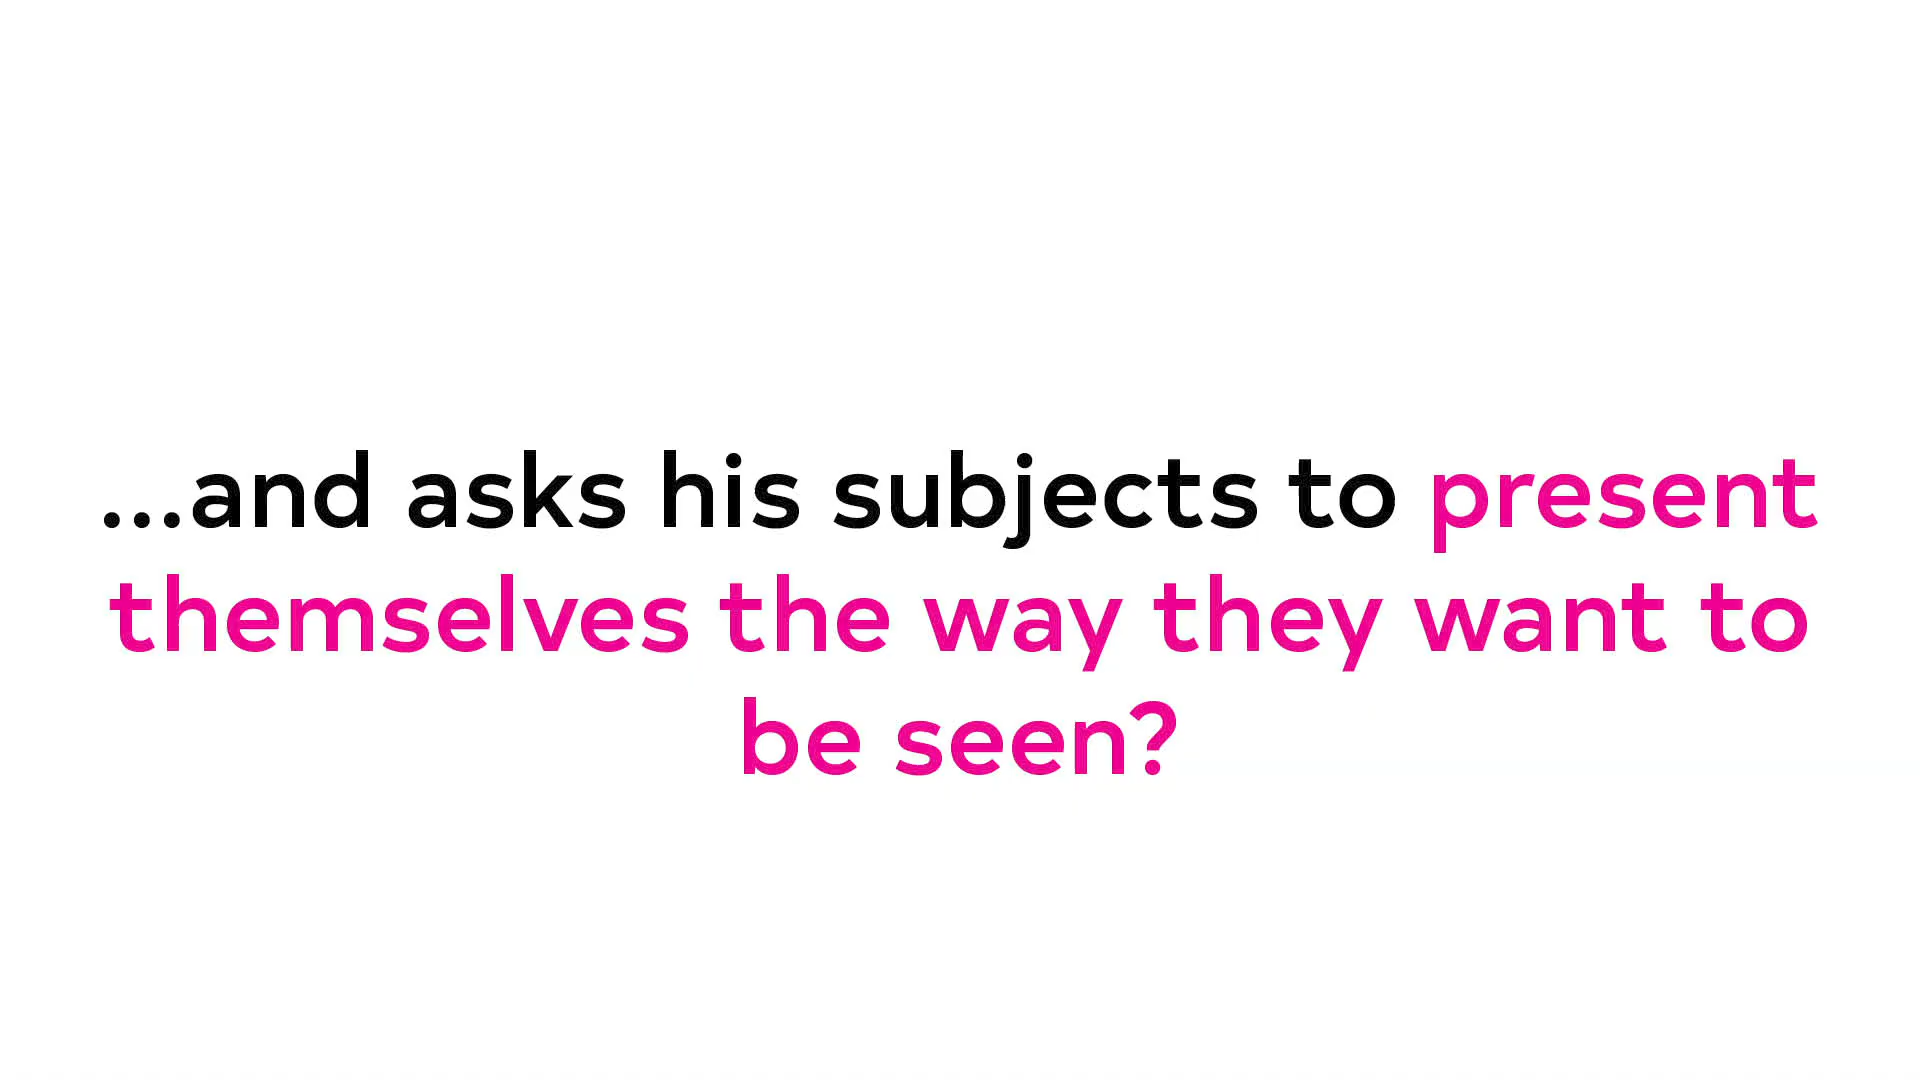 ...and asks his subjects to present
themselves the way they want to
be seen?